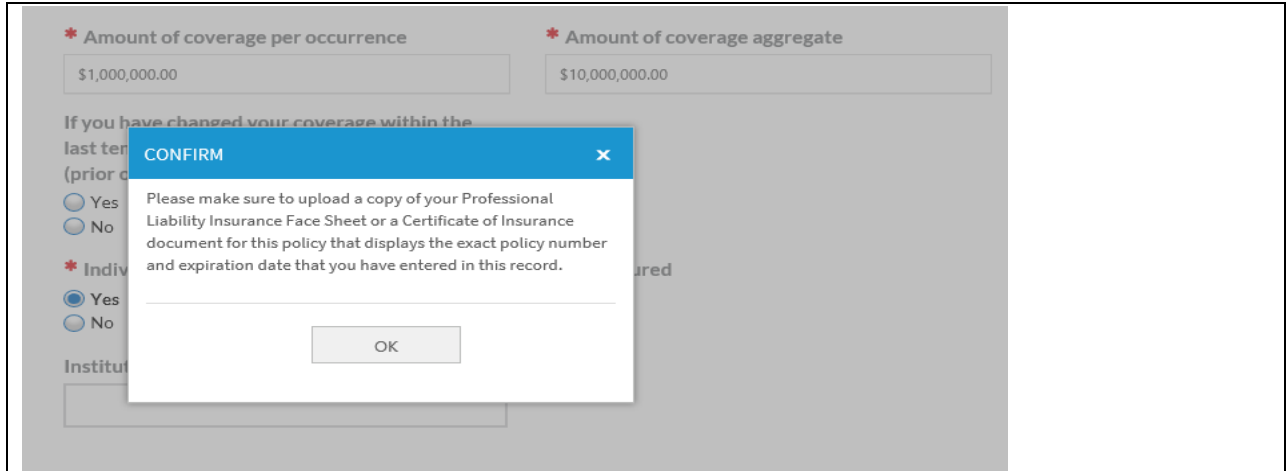 * Amount of coverage per occurrence
* Amount of coverage aggregate
$1,000,000.00
$10,000,000.00
If you have changed your coverage within the
last ten
(prior
Yes
No
CONFIRM
x
Please make sure to upload a copy of your Professional
Liability Insurance Face Sheet or a Certificate of Insurance
document for this policy that displays the exact policy number
and expiration date that you have entered in this record.
OK
* Indiv
ured
Yes
No
Institut